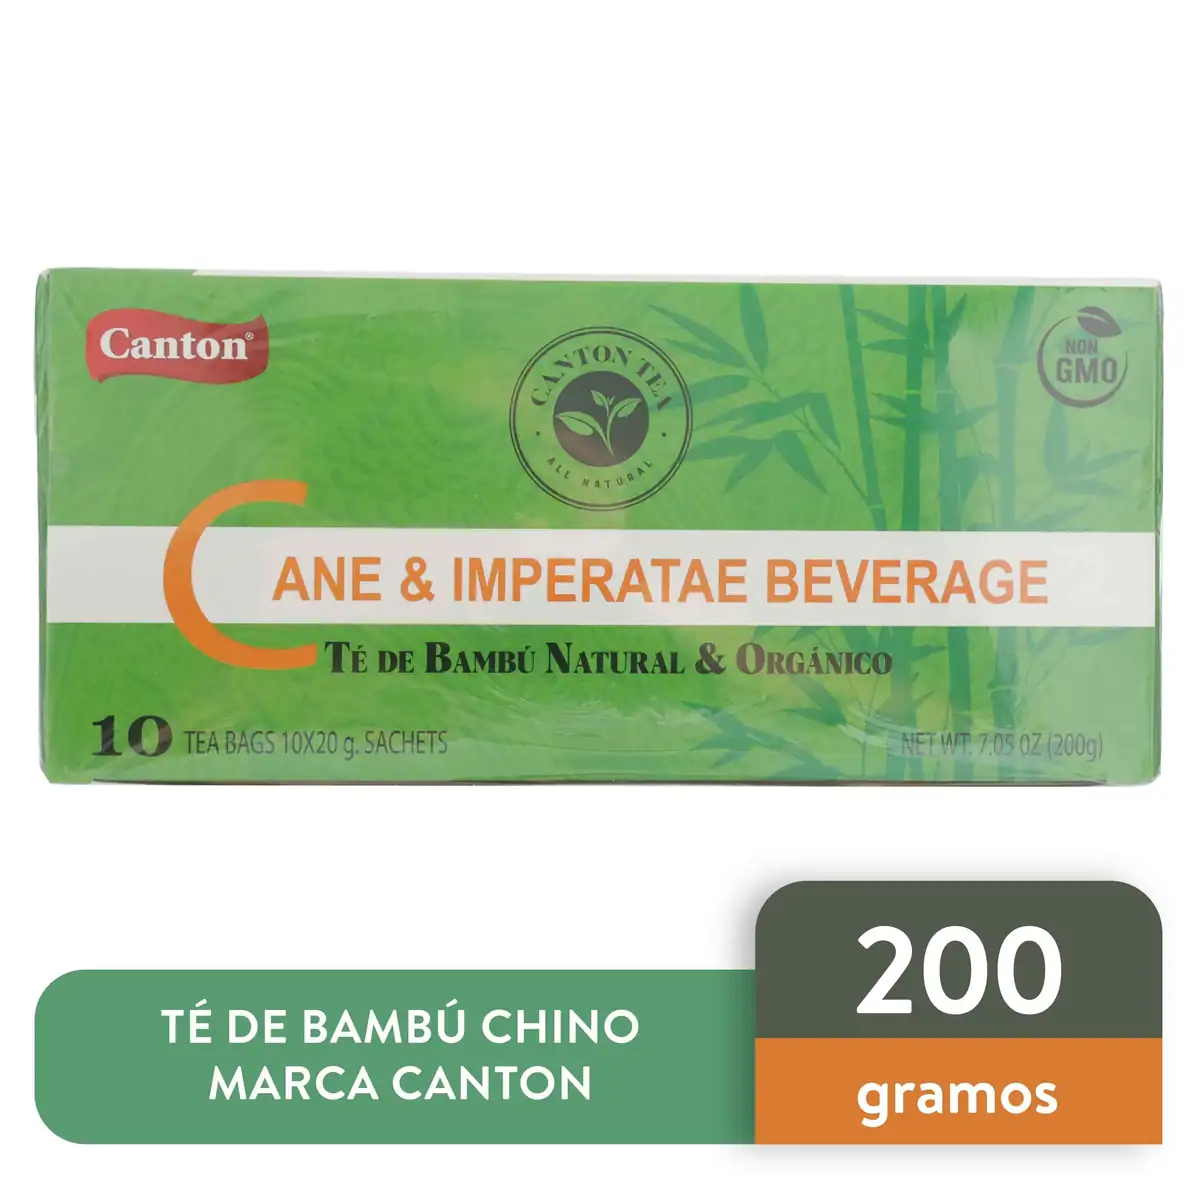 Canton®
CANTON TEA
ALL NATURAL
NON
GMO
CANE & IMPERATAE BEVERAGE
TÉ DE BAMBÚ NATURAL & ORGÁNICO
10 TEA BAGS 10X20 g. SACHETS
NET WT. 7.05 OZ (200g)
TÉ DE BAMBÚ CHINO
MARCA CANTON
200
gramos